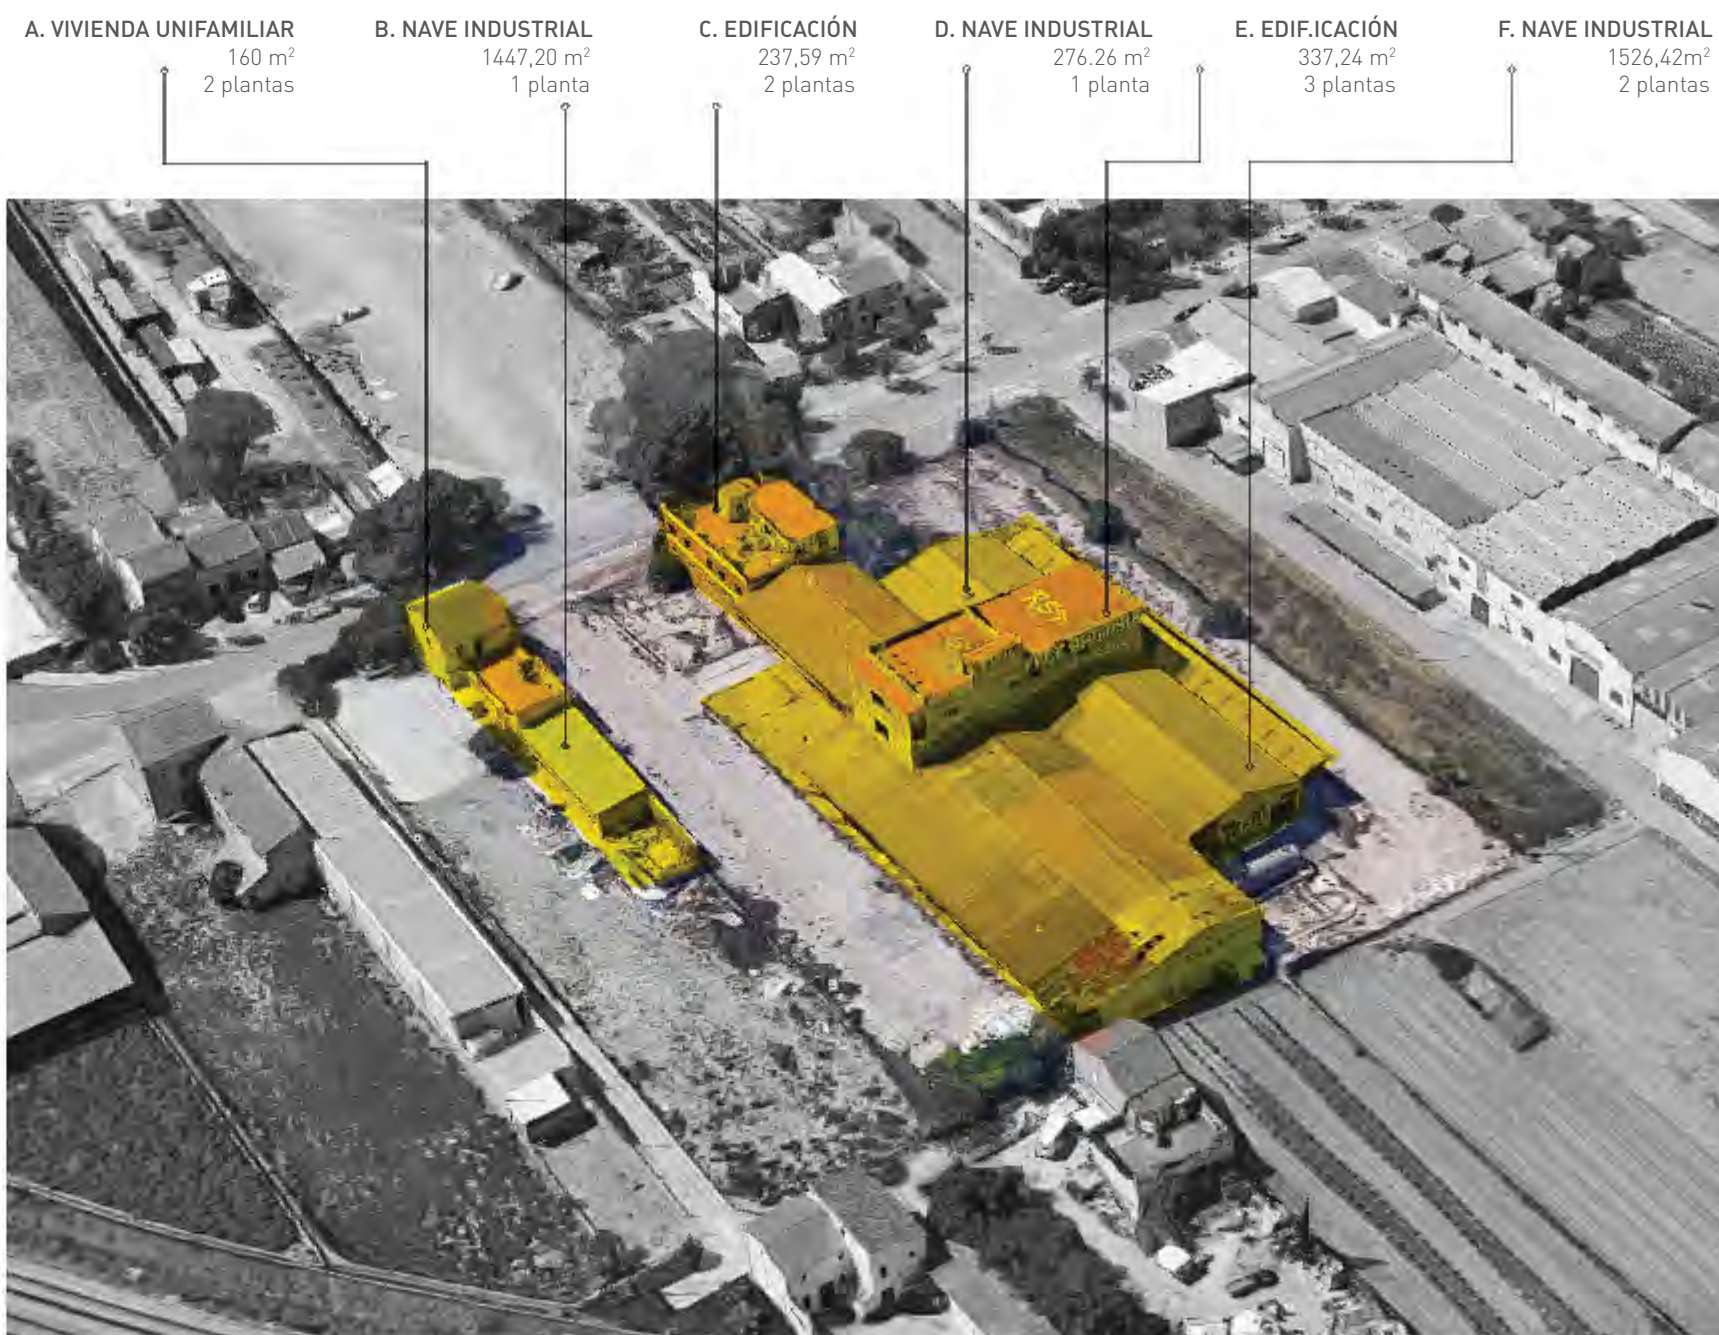 A. VIVIENDA UNIFAMILIAR
160 m²
2 plantas
B. NAVE INDUSTRIAL
1447,20 m²
1 planta
C. EDIFICACIÓN
237,59 m²
2 plantas
D. NAVE INDUSTRIAL
276.26 m²
1 planta
E. EDIF.ICACIÓN
337,24 m²
3 plantas
F. NAVE INDUSTRIAL
1526,42m²
2 plantas